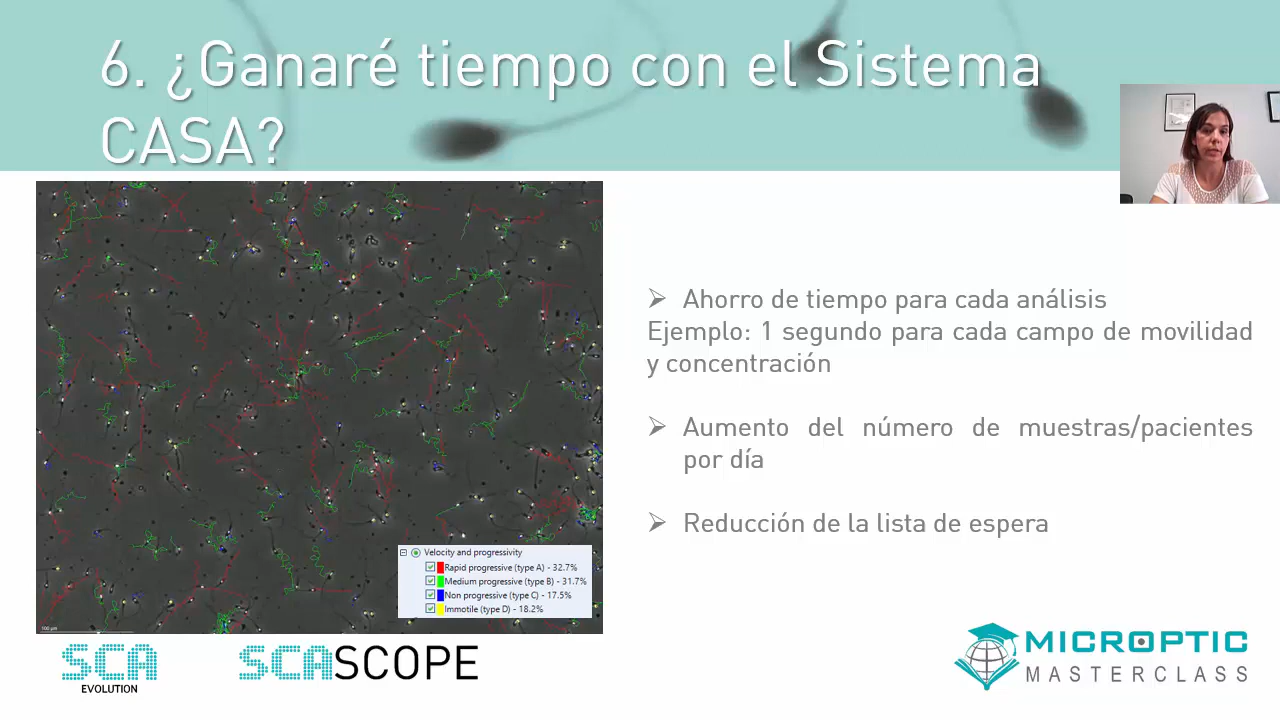 6. ¿Ganaré tiempo con el Sistema
CASA?
Ahorro de tiempo para cada análisis
Ejemplo: 1 segundo para cada campo de movilidad
y concentración
Aumento del número de muestras/pacientes
por día
Reducción de la lista de espera
Velocity and progressivity
Rapid progressive (type A) - 32.7%
Medium progressive (type B) - 31.7%
Non progressive (type C) - 17.5%
Immotile (type D) - 18.2%
100 µm
SCA
EVOLUTION
SCASCOPE
MICROPTIC
MASTERCLASS